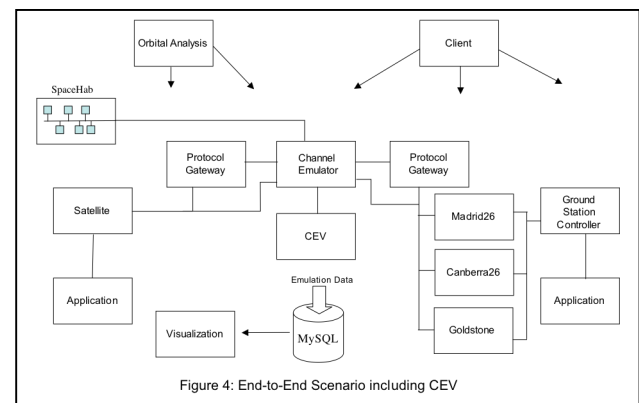 Orbital Analysis
Client
SpaceHab
Protocol
Gateway
Channel
Emulator
Protocol
Gateway
Satellite
Madrid26
Ground
Station
Controller
CEV
Canberra26
Application
Emulation Data
Application
Visualization
MySQL
Goldstone
Figure 4: End-to-End Scenario including CEV